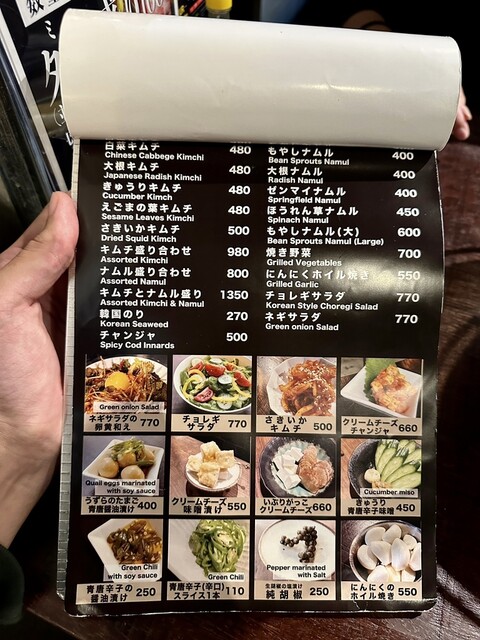 白菜キムチ 480
Chinese Cabbege Kimchi
大根キムチ 480
Japanese Radish Kimchi
きゅうりキムチ 480
Cucumber Kimch
えごまの葉キムチ 480
Sesame Leaves Kimchi
さきいかキムチ 500
Dried Squid Kimch
キムチ盛り合わせ 980
Assorted Kimchi
ナムル盛り合わせ 800
Assorted Namul
キムチとナムル盛り 1350
Assorted Kimchi & Namul
韓国のり 270
Korean Seaweed
チャンジャ 500
Spicy Cod Innards
もやしナムル 400
Bean Sprouts Namul
大根ナムル 400
Radish Namul
ゼンマイナムル 400
Springfield Namul
ほうれん草ナムル 450
Spinach Namul
もやしナムル(大) 600
Bean Sprouts Namul (Large)
焼き野菜 700
Grilled Vegetables
にんにくホイル焼き 550
Grilled Garlic
チョレギサラダ 770
Korean Style Choregi Salad
ネギサラダ 770
Green onion Salad
Green onion Salad
ネギサラダの
卵黄和え 770
チョレギ
サラダ 770
さきいか
キムチ 500
クリームチーズ
チャンジャ 660
Quail eggs marinated
with soy sauce
うずらのたまご
青唐醤油漬け 400
クリームチーズ
味噌漬け 550
いぶりがっこ
クリームチーズ 660
Cucumber miso
きゅうり
青唐辛子味噌 450
Green Chili
with soy sauce
青唐辛子の
醤油漬け 250
Green Chili
青唐辛子(辛口)
スライス1本 110
Pepper marinated
with Salt
生胡椒の塩漬け
純胡椒 250
にんにくの
ホイル焼き 550